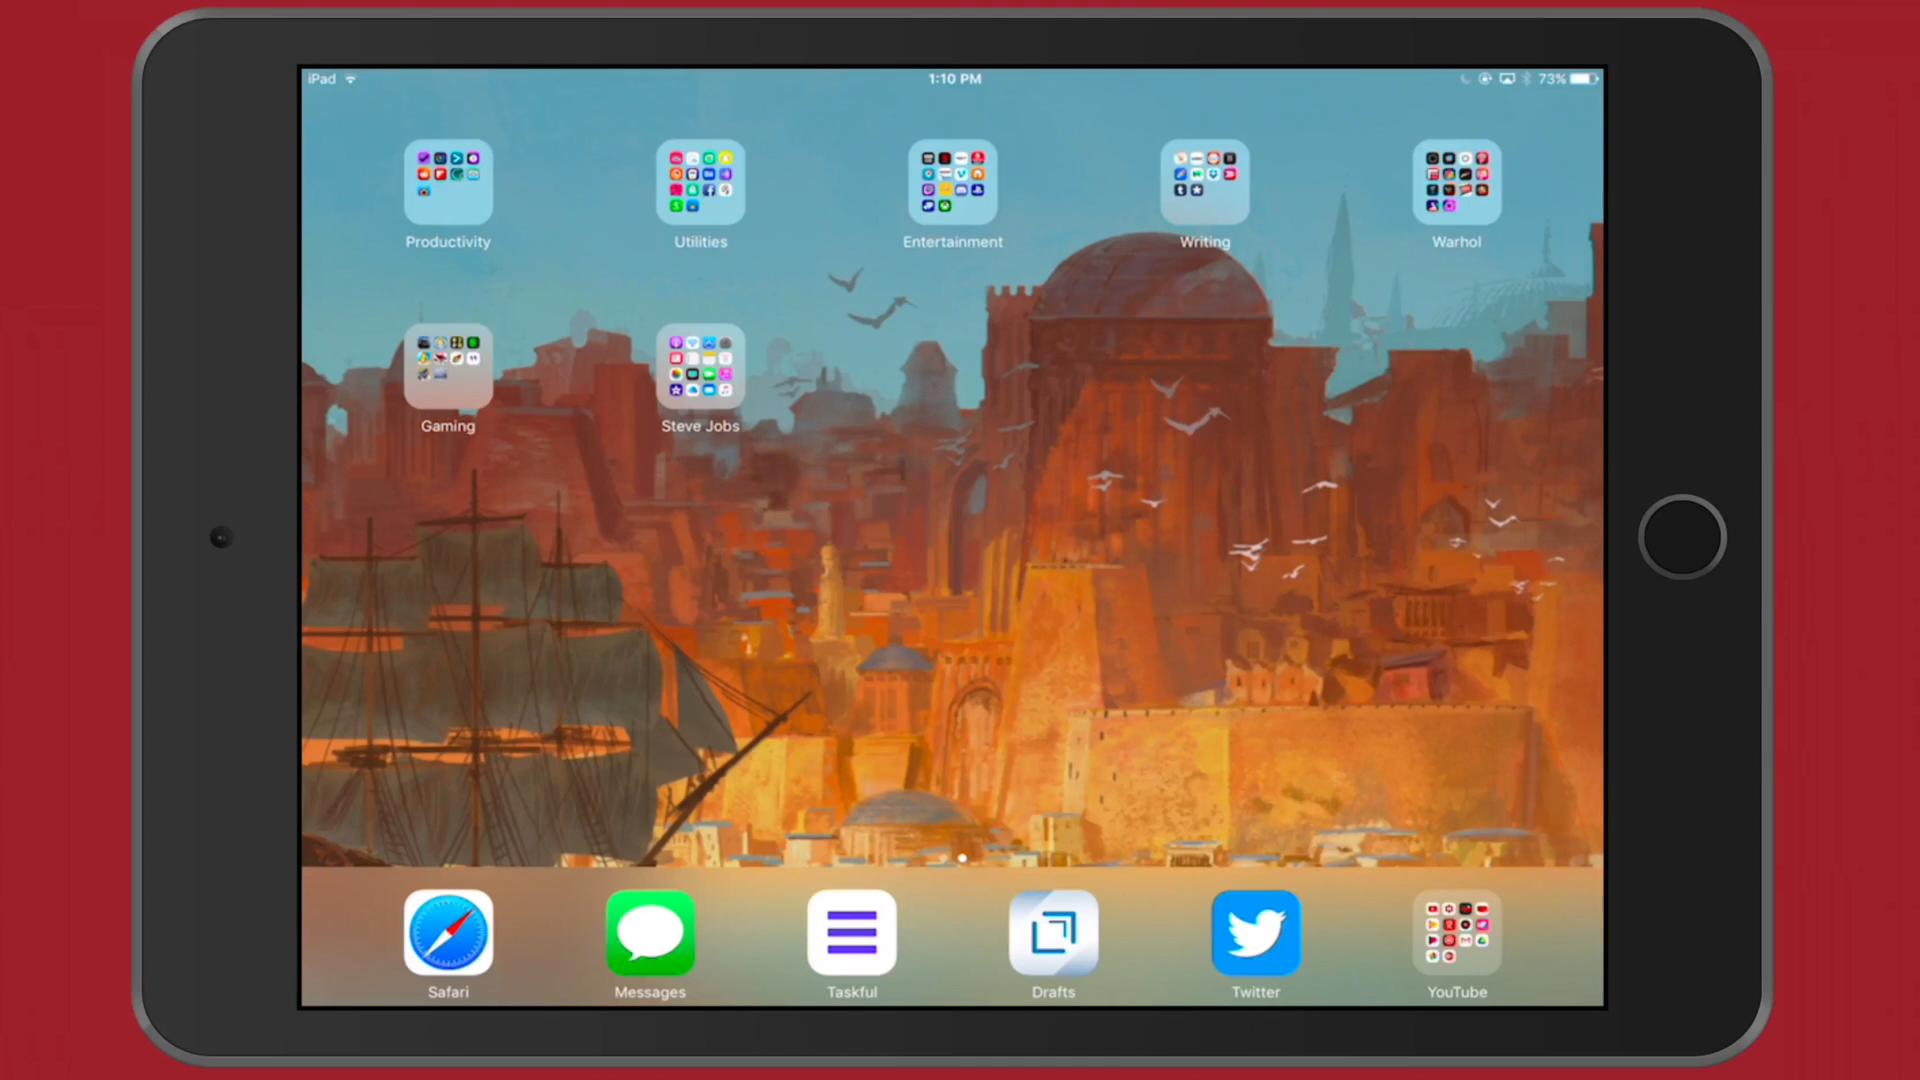 iPad
1:10 PM
73%
Productivity
Utilities
Entertainment
Writing
Warhol
Gaming
Steve Jobs
Safari
Messages
Taskful
Drafts
Twitter
YouTube